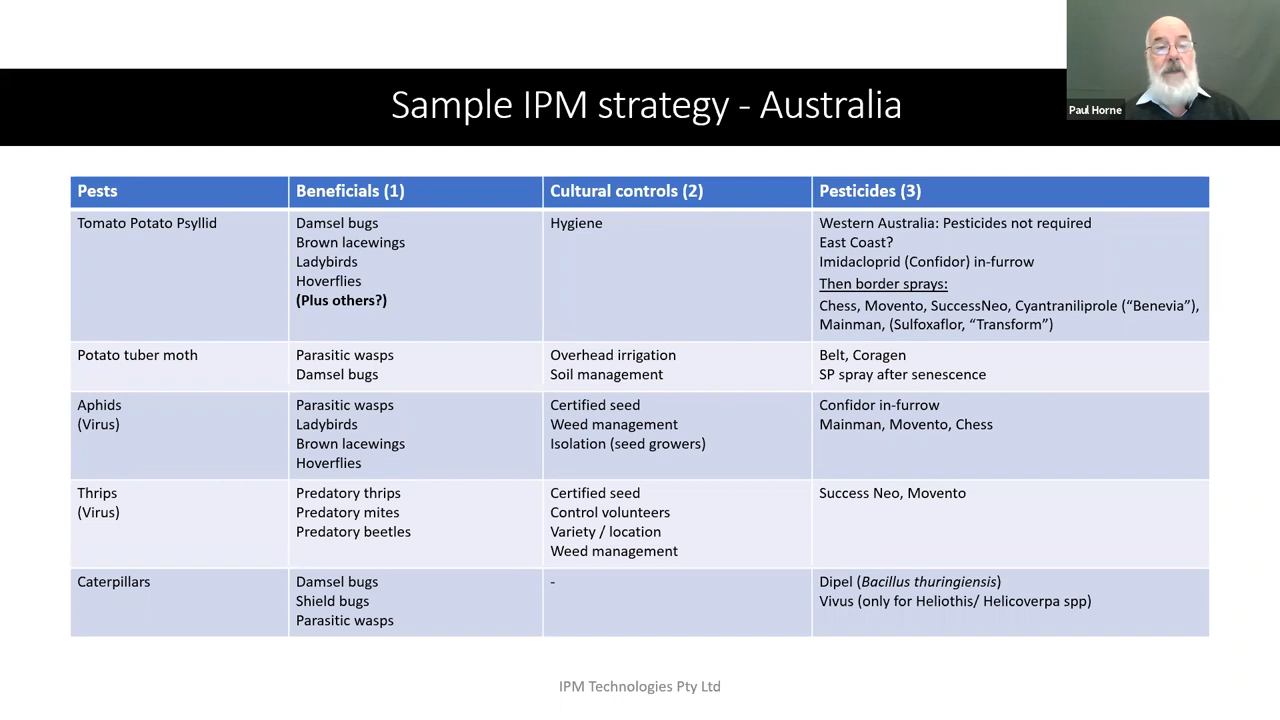 Sample IPM strategy - Australia
Paul Horne
Pests
Beneficials (1)
Cultural controls (2)
Pesticides (3)
Tomato Potato Psyllid
Damsel bugs
Brown lacewings
Ladybirds
Hoverflies
(Plus others?)
Hygiene
Western Australia: Pesticides not required
East Coast?
Imidacloprid (Confidor) in-furrow
Then border sprays:
Chess, Movento, SuccessNeo, Cyantraniliprole (“Benevia”),
Mainman, (Sulfoxaflor, “Transform”)
Potato tuber moth
Parasitic wasps
Damsel bugs
Overhead irrigation
Soil management
Belt, Coragen
SP spray after senescence
Aphids
(Virus)
Parasitic wasps
Ladybirds
Brown lacewings
Hoverflies
Certified seed
Weed management
Isolation (seed growers)
Confidor in-furrow
Mainman, Movento, Chess
Thrips
(Virus)
Predatory thrips
Predatory mites
Predatory beetles
Certified seed
Control volunteers
Variety / location
Weed management
Success Neo, Movento
Caterpillars
Damsel bugs
Shield bugs
Parasitic wasps
-
Dipel (Bacillus thuringiensis)
Vivus (only for Heliothis/ Helicoverpa spp)
IPM Technologies Pty Ltd